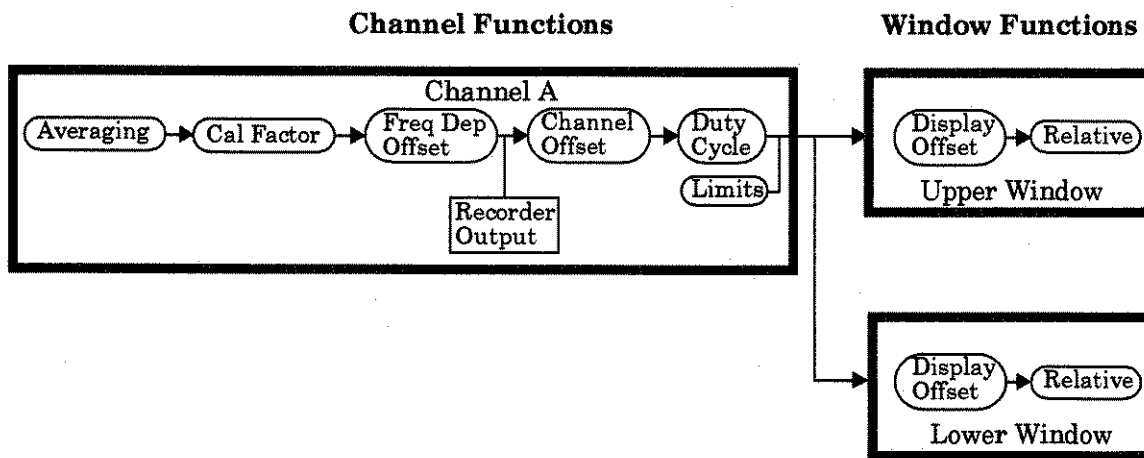 Channel Functions
Window Functions
Channel A
Averaging
Cal Factor
Freq Dep
Offset
Channel
Offset
Duty
Cycle
Limits
Recorder
Output
Display
Offset
Relative
Upper Window
Display
Offset
Relative
Lower Window